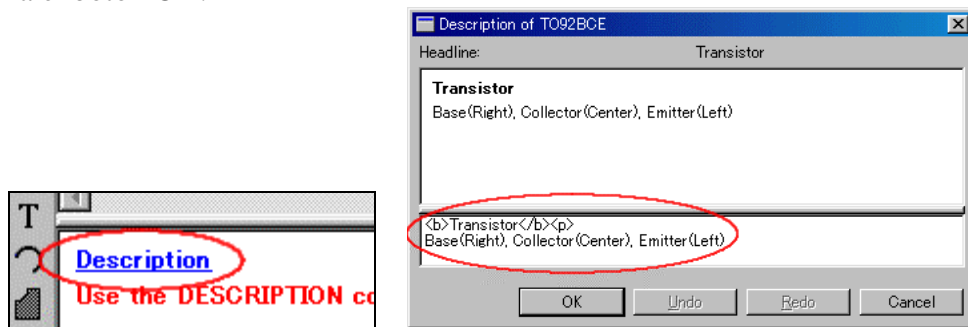 Description of TO92BCE
Headline: Transistor
Transistor
Base(Right), Collector(Center), Emitter(Left)
<b>Transistor</b><p>
Base(Right), Collector(Center), Emitter(Left)
OK Undo Redo Cancel
T
Description
Use the DESCRIPTION